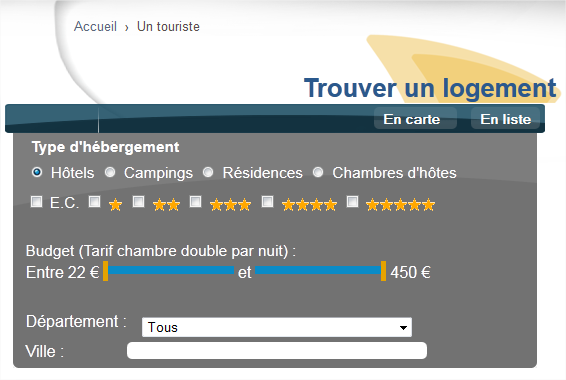 Accueil › Un touriste
Trouver un logement
En carte En liste
Type d'hébergement
Hôtels Campings Résidences Chambres d'hôtes
E.C.
Budget (Tarif chambre double par nuit) :
Entre 22 € et 450 €
Département : Tous
Ville :